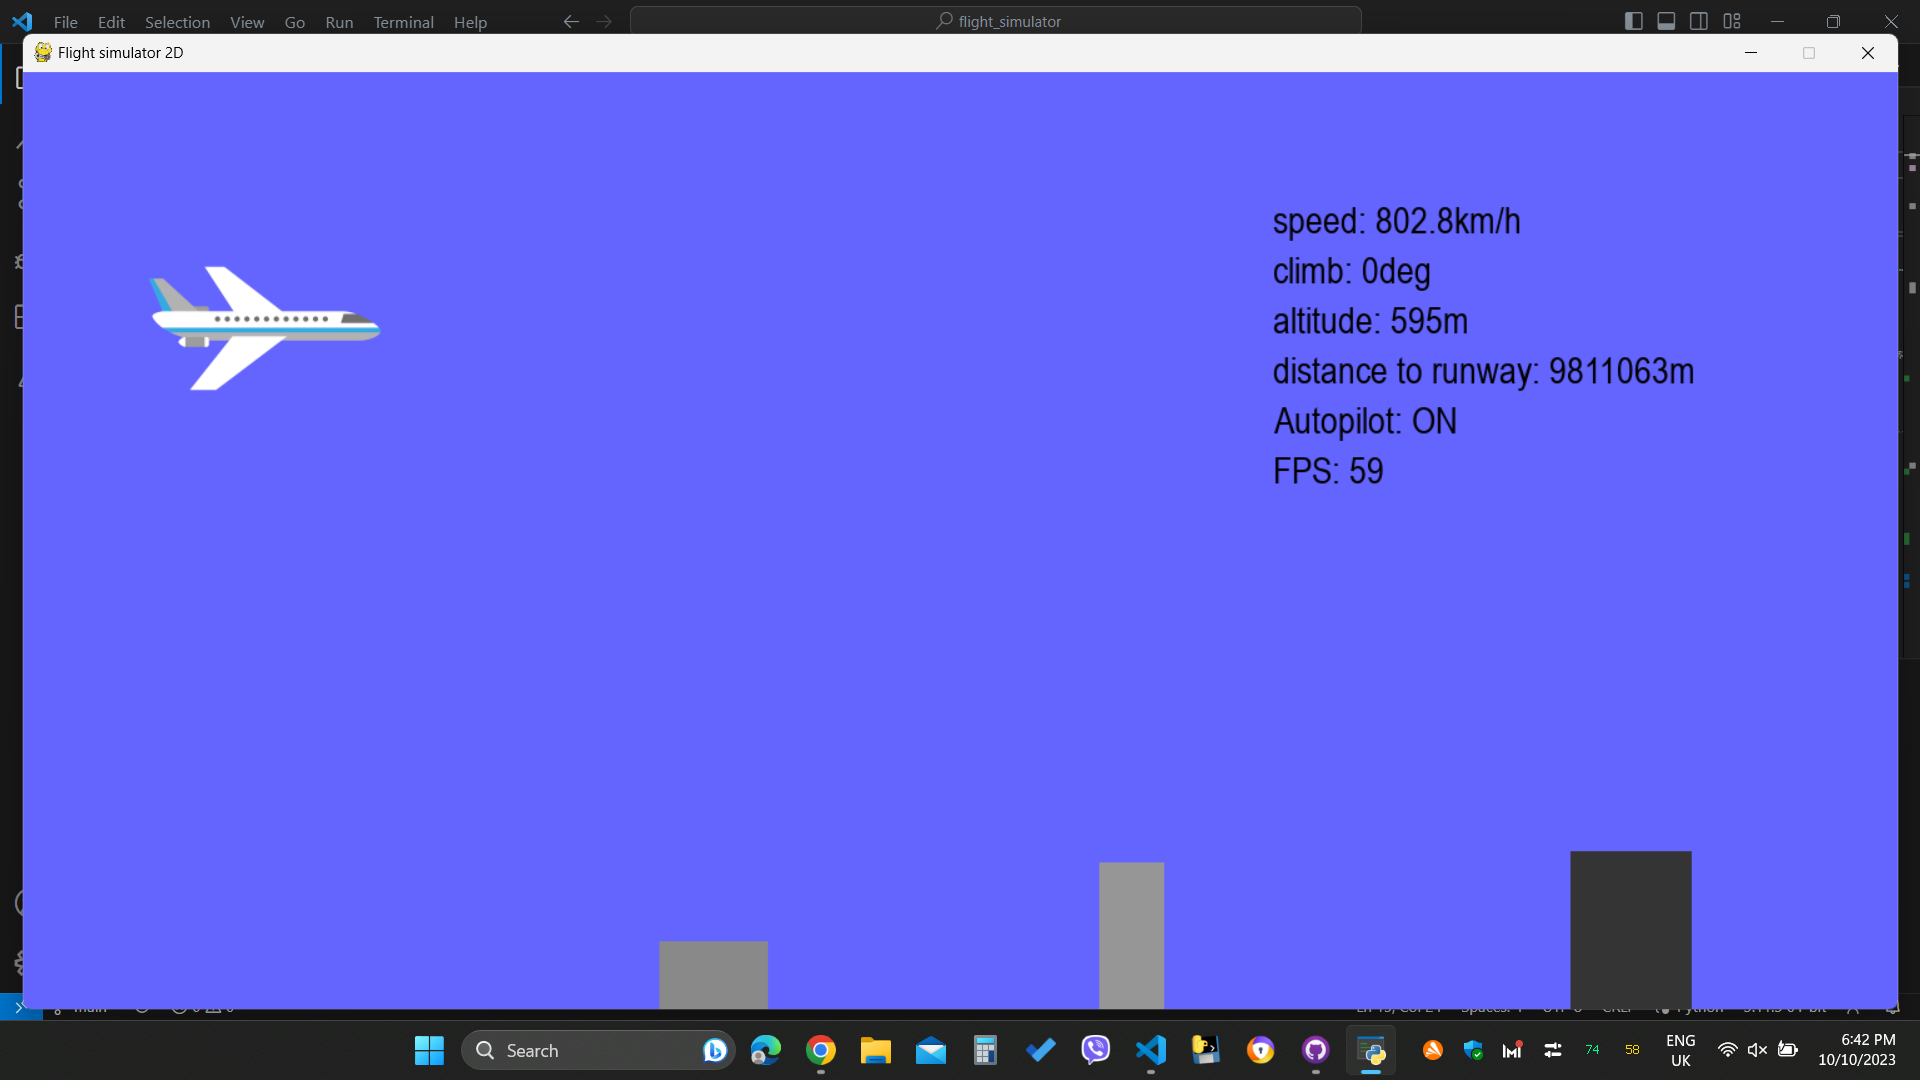 File Edit Selection View Go Run Terminal Help
flight_simulator
Flight simulator 2D
speed: 802.8km/h
climb: 0deg
altitude: 595m
distance to runway: 9811063m
Autopilot: ON
FPS: 59
main
Search
74
58
ENG
UK
6:42 PM
10/10/2023